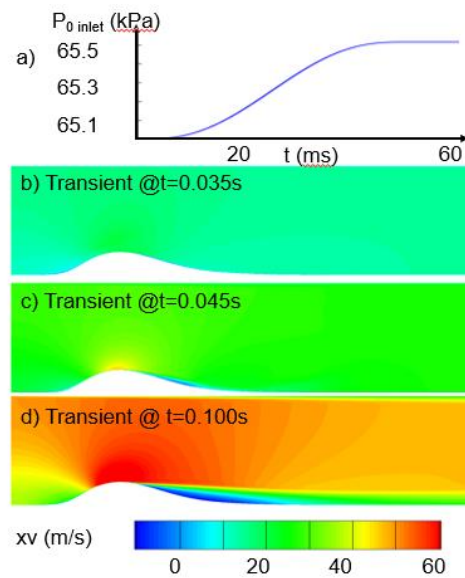 P0 inlet (kPa)
a)
65.5
65.3
65.1
20 t (ms) 60
b) Transient @t=0.035s
c) Transient @t=0.045s
d) Transient @ t=0.100s
xv (m/s)
0 20 40 60